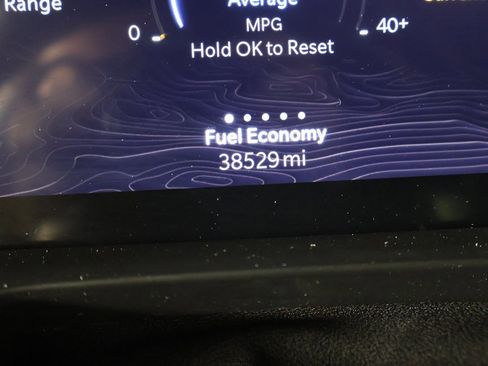 Range
Average
0 MPG 40+
Hold OK to Reset
Fuel Economy
38529 mi